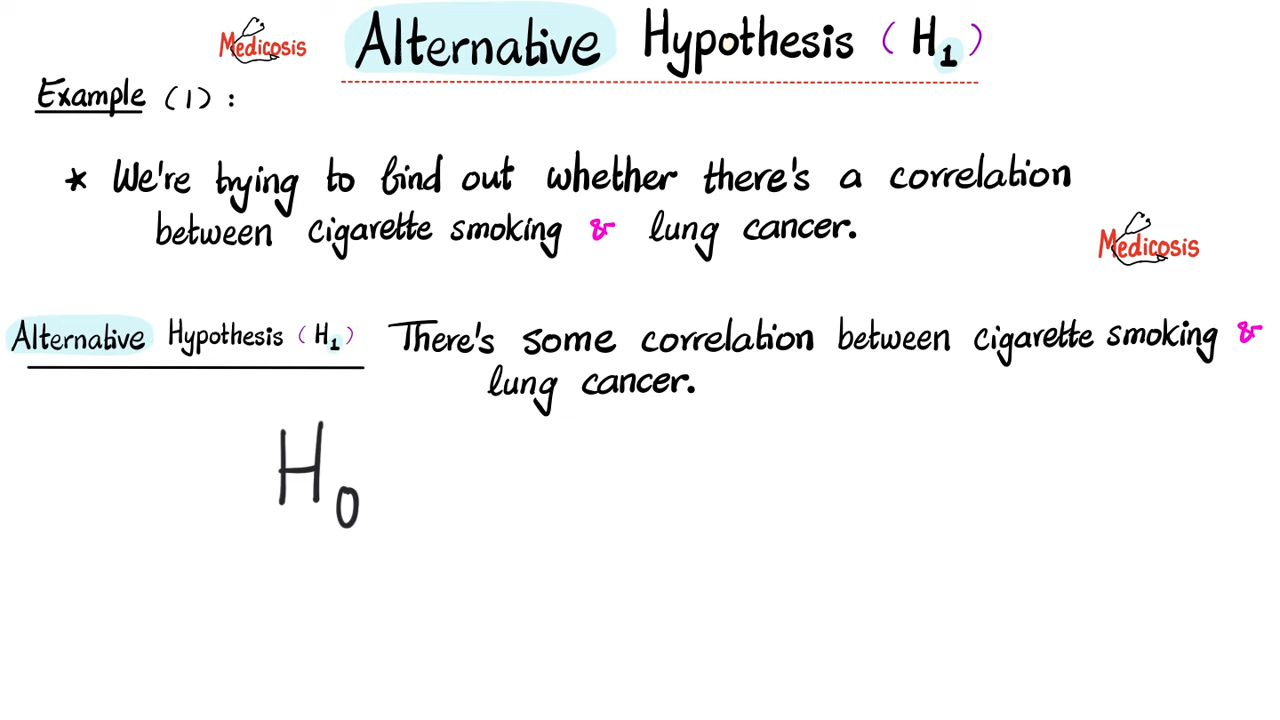 Medicosis
Alternative Hypothesis (H1)
Example (1) :
* We're trying to find out whether there's a correlation
between cigarette smoking & lung cancer.
Medicosis
Alternative Hypothesis (H1) There's some correlation between cigarette smoking &
lung cancer.
H0